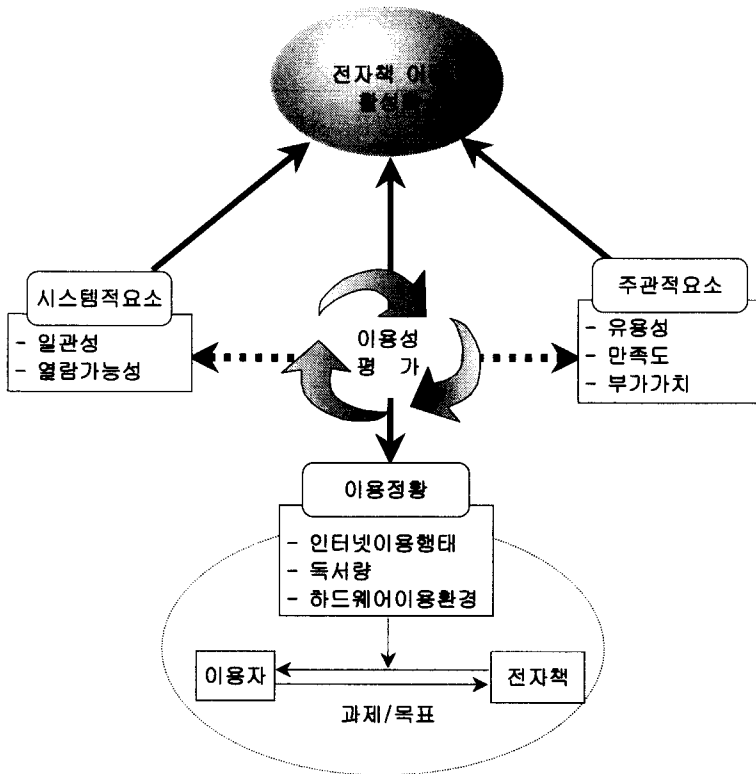 전자책 이용
활성화
시스템적요소
- 일관성
- 열람가능성
이용성
평 가
주관적요소
- 유용성
- 만족도
- 부가가치
이용정황
- 인터넷이용행태
- 독서량
- 하드웨어이용환경
이용자
전자책
과제/목표